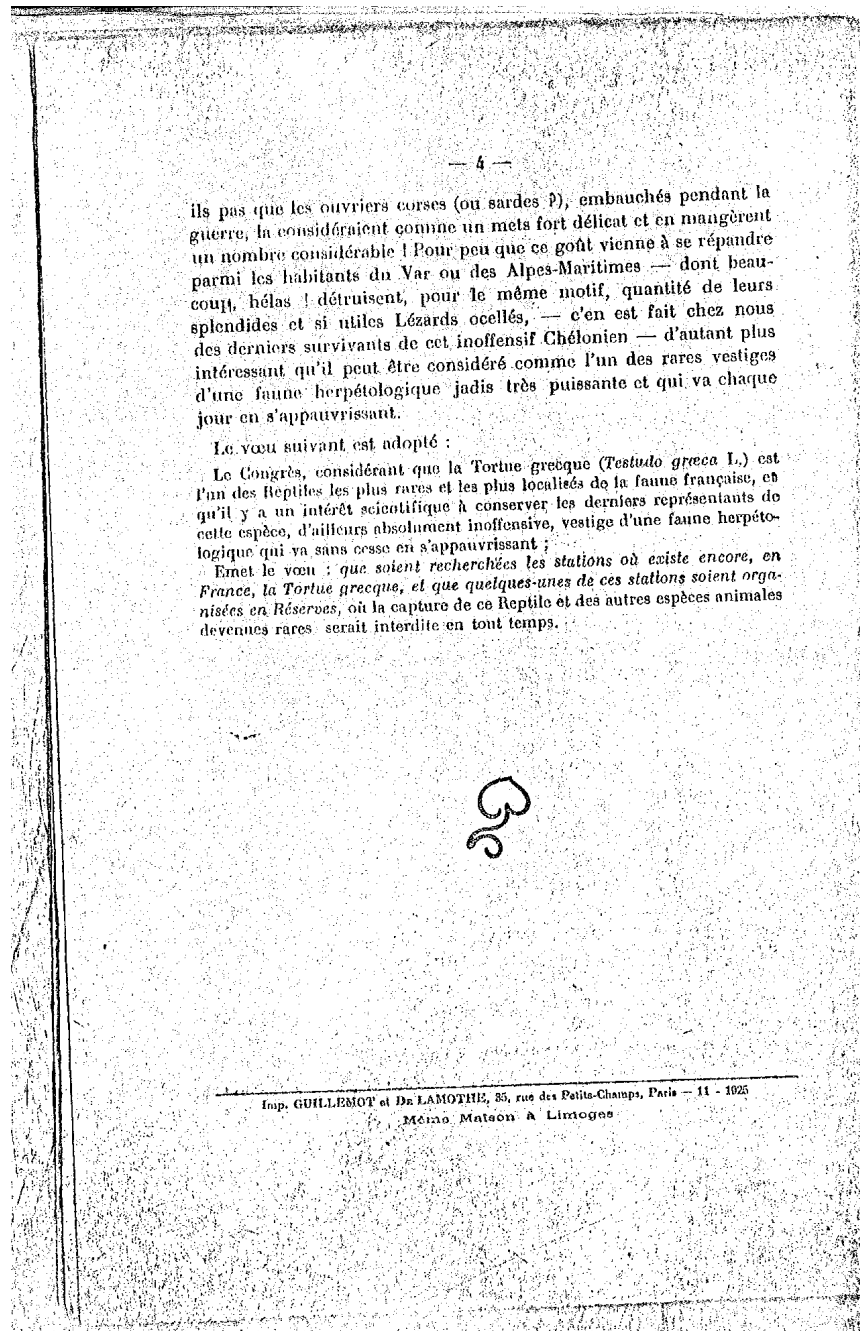 — 4 —
ils pas que les ouvriers corses (ou sardes ?), embauchés pendant la
guerre, la considéraient comme un mets fort délicat et en mangèrent
un nombre considérable ! Pour peu que ce goût vienne à se répandre
parmi les habitants du Var ou des Alpes-Maritimes — dont beau-
coup, hélas ! détruisent, pour le même motif, quantité de leurs
splendides et si utiles Lézards ocellés, — c'en est fait chez nous
des derniers survivants de cet inoffensif Chélonien — d'autant plus
intéressant qu'il peut être considéré comme l'un des rares vestiges
d'une faune herpétologique jadis très puissante et qui va chaque
jour en s'appauvrissant.
Le vœu suivant est adopté :
Le Congrès, considérant que la Tortue grecque (Testudo græca L.) est
l'un des Reptiles les plus rares et les plus localisés de la faune française, et
qu'il y a un intérêt scientifique à conserver les derniers représentants de
cette espèce, d'ailleurs absolument inoffensive, vestige d'une faune herpéto-
logique qui va sans cesse en s'appauvrissant ;
Emet le vœu : que soient recherchées les stations où existe encore, en
France, la Tortue grecque, et que quelques-unes de ces stations soient orga-
nisées en Réserves, où la capture de ce Reptile et des autres espèces animales
devenues rares serait interdite en tout temps.
Imp. GUILLEMOT et DE LAMOTHE, 35, rue des Petits-Champs, Paris — 11 - 1925
Même Maison à Limoges